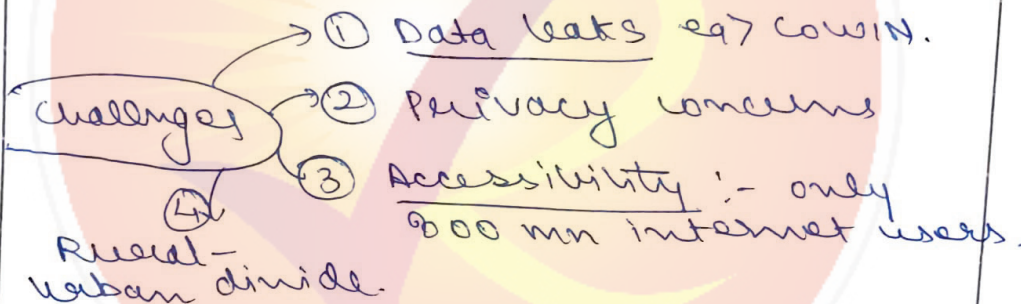 ① Data leaks eg> COWIN.
Challenges
② Privacy concerns
③ Accessibility :- only
800 mn internet users.
④
Rural-
urban divide.